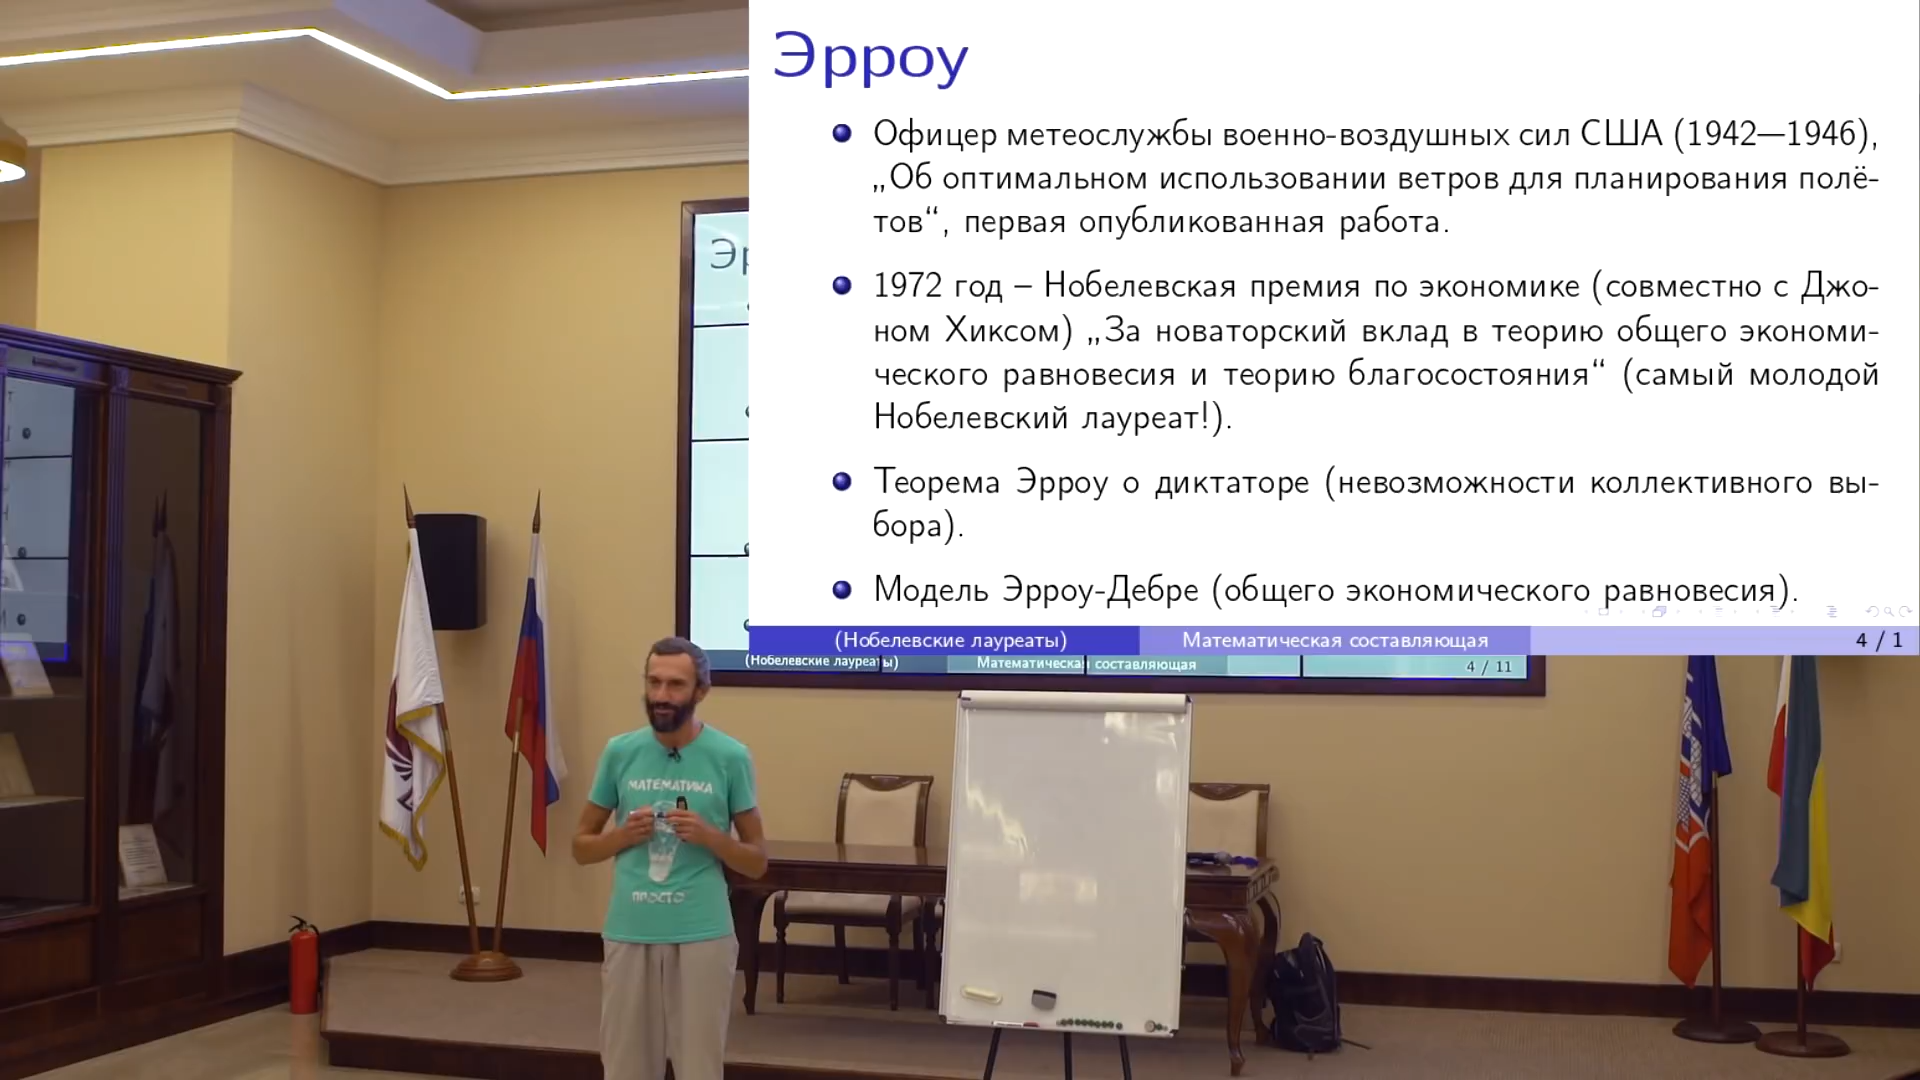 Эрроу
Офицер метеослужбы военно-воздушных сил США (1942—1946),
„Об оптимальном использовании ветров для планирования полё-
тов“, первая опубликованная работа.
1972 год – Нобелевская премия по экономике (совместно с Джо-
ном Хиксом) „За новаторский вклад в теорию общего экономи-
ческого равновесия и теорию благосостояния“ (самый молодой
Нобелевский лауреат!).
Теорема Эрроу о диктаторе (невозможности коллективного вы-
бора).
Модель Эрроу-Дебре (общего экономического равновесия).
(Нобелевские лауреаты) Математическая составляющая 4 / 1
Эр
(Нобелевские лауреаты) Математическая составляющая 4 / 11
МАТЕМАТИКА
ПРОСТО